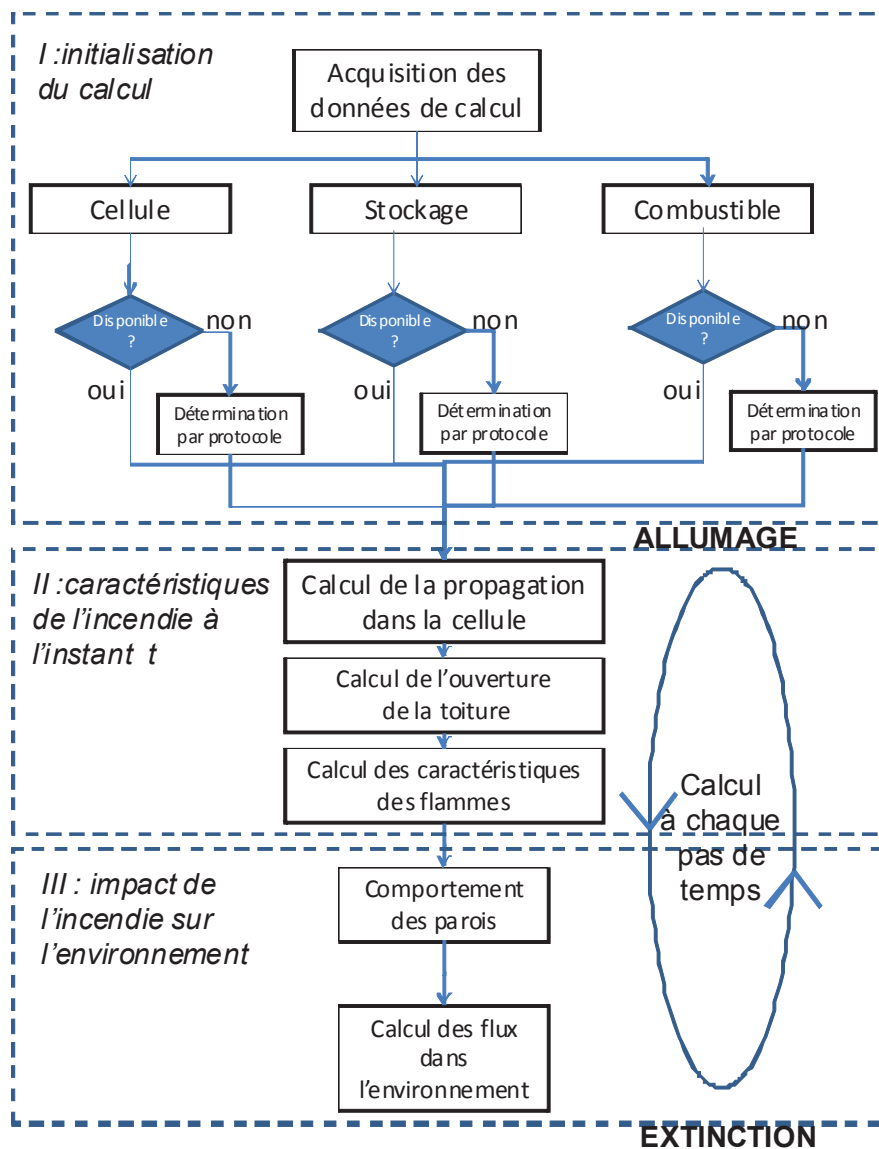 I :initialisation
du calcul
Acquisition des
données de calcul
Cellule
Stockage
Combustible
Disponible
?
non
oui
Disponible
?
non
oui
Disponible
?
non
oui
Détermination
par protocole
Détermination
par protocole
Détermination
par protocole
ALLUMAGE
II :caractéristiques
de l'incendie à
l'instant t
Calcul de la propagation
dans la cellule
Calcul de l'ouverture
de la toiture
Calcul des caractéristiques
des flammes
Calcul
à chaque
pas de
temps
III : impact de
l'incendie sur
l'environnement
Comportement
des parois
Calcul des flux
dans
l'environnement
EXTINCTION